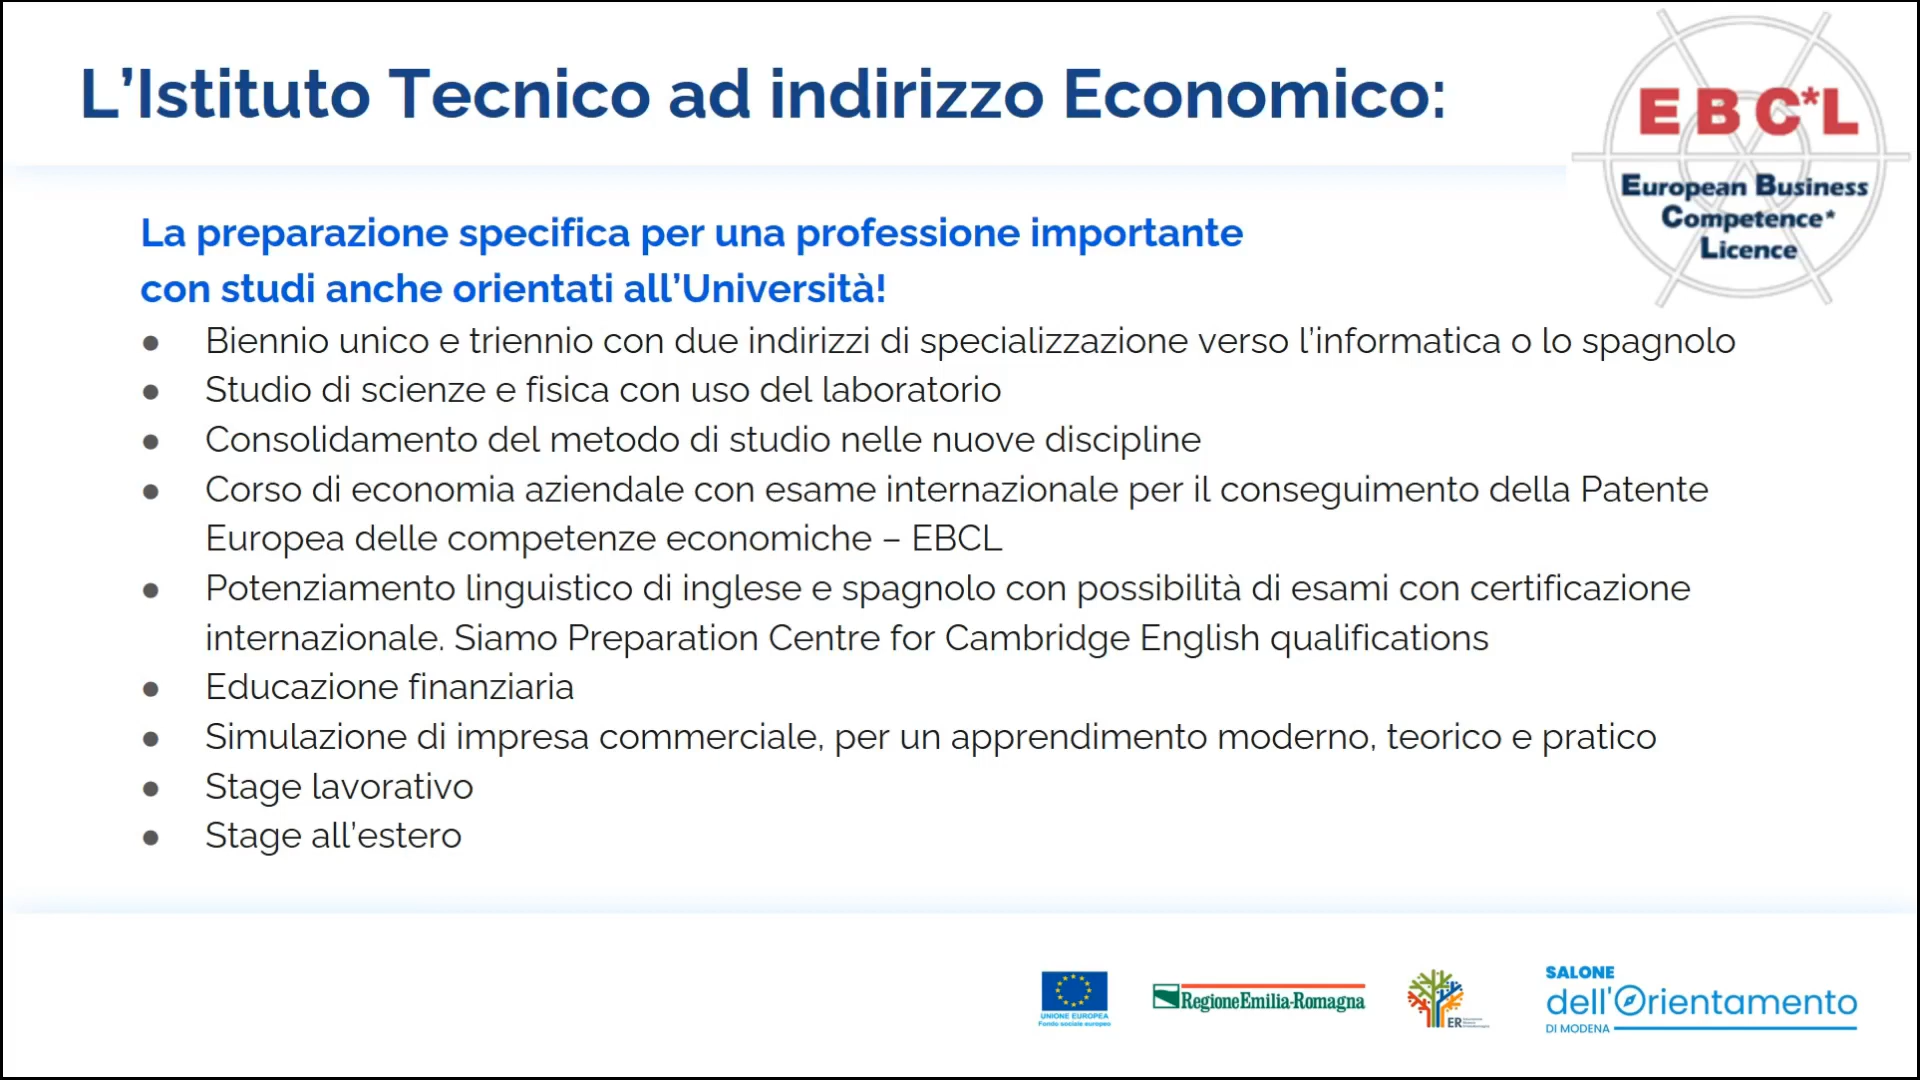 L'Istituto Tecnico ad indirizzo Economico:
EBC*L
European Business
Competence*
Licence
La preparazione specifica per una professione importante
con studi anche orientati all'Università!
● Biennio unico e triennio con due indirizzi di specializzazione verso l'informatica o lo spagnolo
● Studio di scienze e fisica con uso del laboratorio
● Consolidamento del metodo di studio nelle nuove discipline
● Corso di economia aziendale con esame internazionale per il conseguimento della Patente
Europea delle competenze economiche – EBCL
● Potenziamento linguistico di inglese e spagnolo con possibilità di esami con certificazione
internazionale. Siamo Preparation Centre for Cambridge English qualifications
● Educazione finanziaria
● Simulazione di impresa commerciale, per un apprendimento moderno, teorico e pratico
● Stage lavorativo
● Stage all'estero
UNIONE EUROPEA
Fondo sociale europeo
RegioneEmilia-Romagna
ER
SALONE
dell'Orientamento
DI MODENA